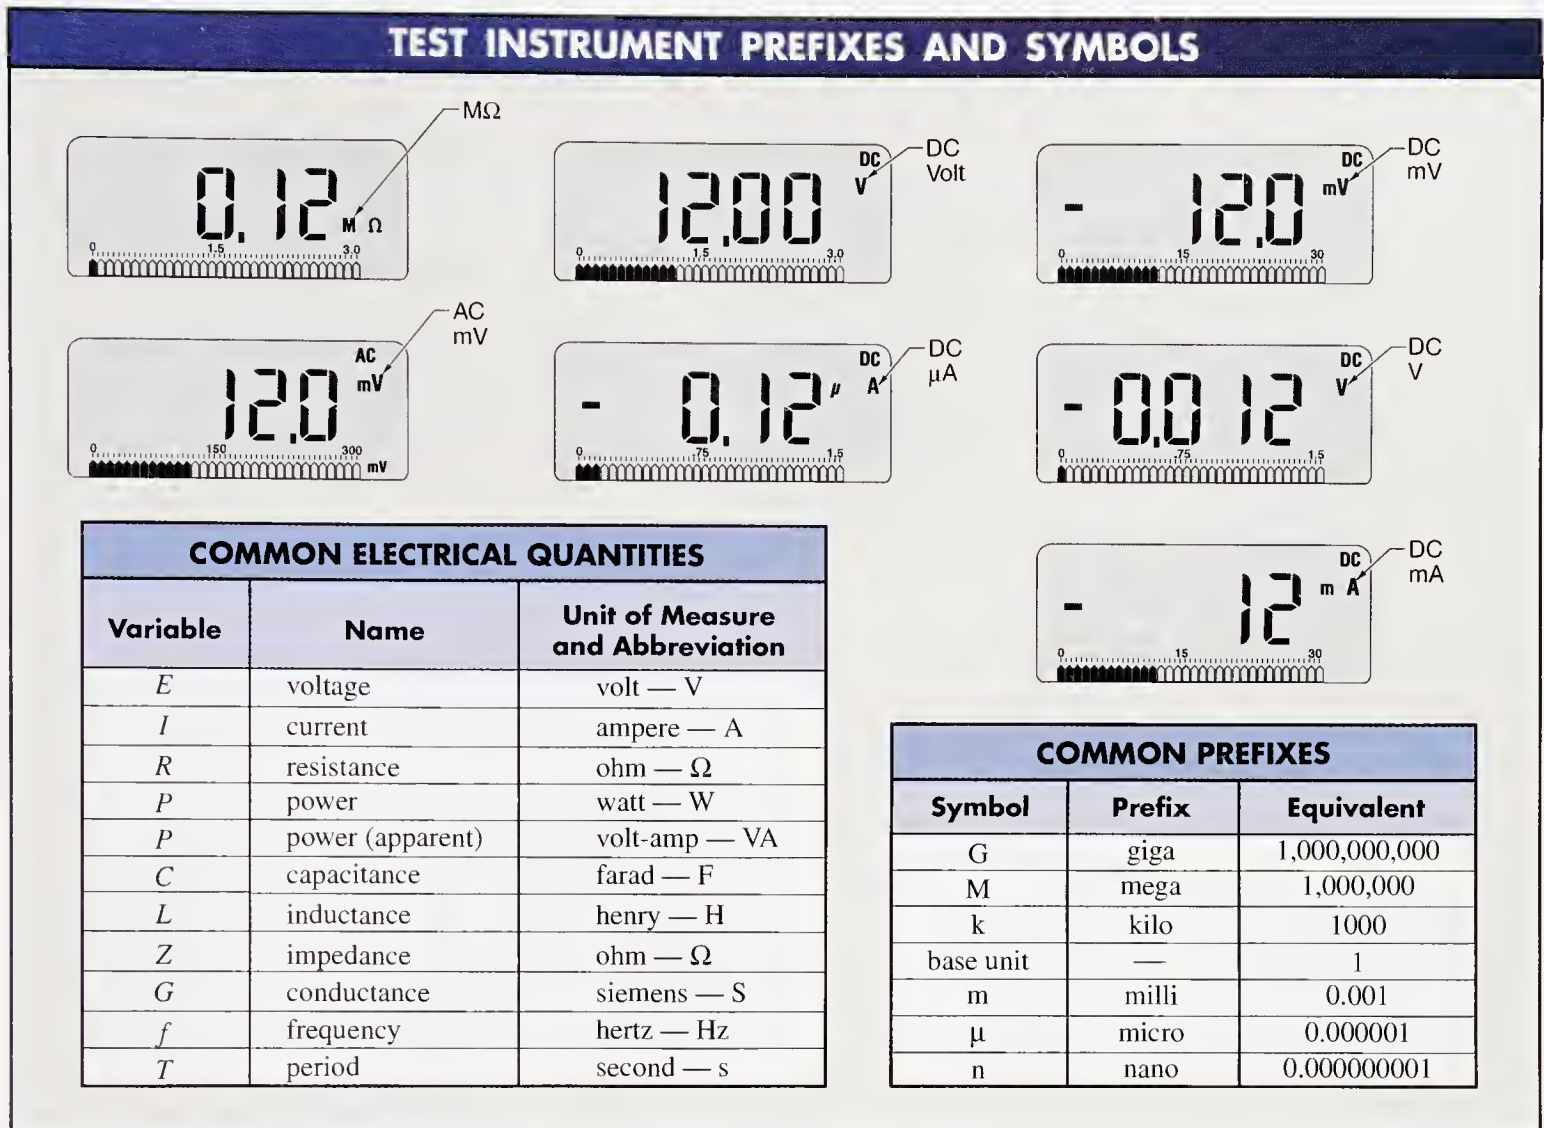 TEST INSTRUMENT PREFIXES AND SYMBOLS
MΩ
0.12 M Ω
0 1.5 3.0
DC
Volt
DC
V
12.00
0 1.5 3.0
DC
mV
DC
mV
- 12.0
0 15 30
AC
mV
AC
mV
12.0
0 150 300
mV
DC
µA
DC
µ A
- 0.12
0 .75 1.5
DC
V
DC
V
- 0.012
0 .75 1.5
DC
mA
DC
m A
- 12
0 15 30
COMMON ELECTRICAL QUANTITIES
Variable Name Unit of Measure and Abbreviation
E voltage volt — V
I current ampere — A
R resistance ohm — Ω
P power watt — W
P power (apparent) volt-amp — VA
C capacitance farad — F
L inductance henry — H
Z impedance ohm — Ω
G conductance siemens — S
f frequency hertz — Hz
T period second — s
COMMON PREFIXES
Symbol Prefix Equivalent
G giga 1,000,000,000
M mega 1,000,000
k kilo 1000
base unit — 1
m milli 0.001
µ micro 0.000001
n nano 0.000000001